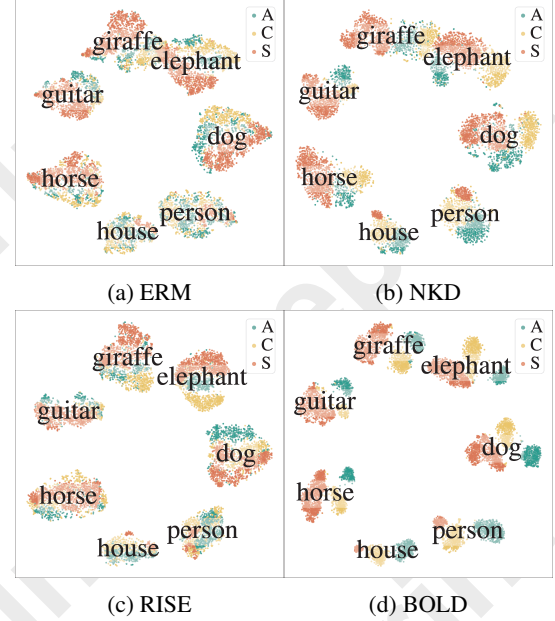 giraffe
elephant
guitar
dog
horse
person
house
A
C
S
(a) ERM
giraffe
elephant
guitar
dog
horse
person
house
A
C
S
(b) NKD
giraffe
elephant
guitar
dog
horse
person
house
A
C
S
(c) RISE
giraffe
elephant
guitar
dog
horse
person
house
A
C
S
(d) BOLD